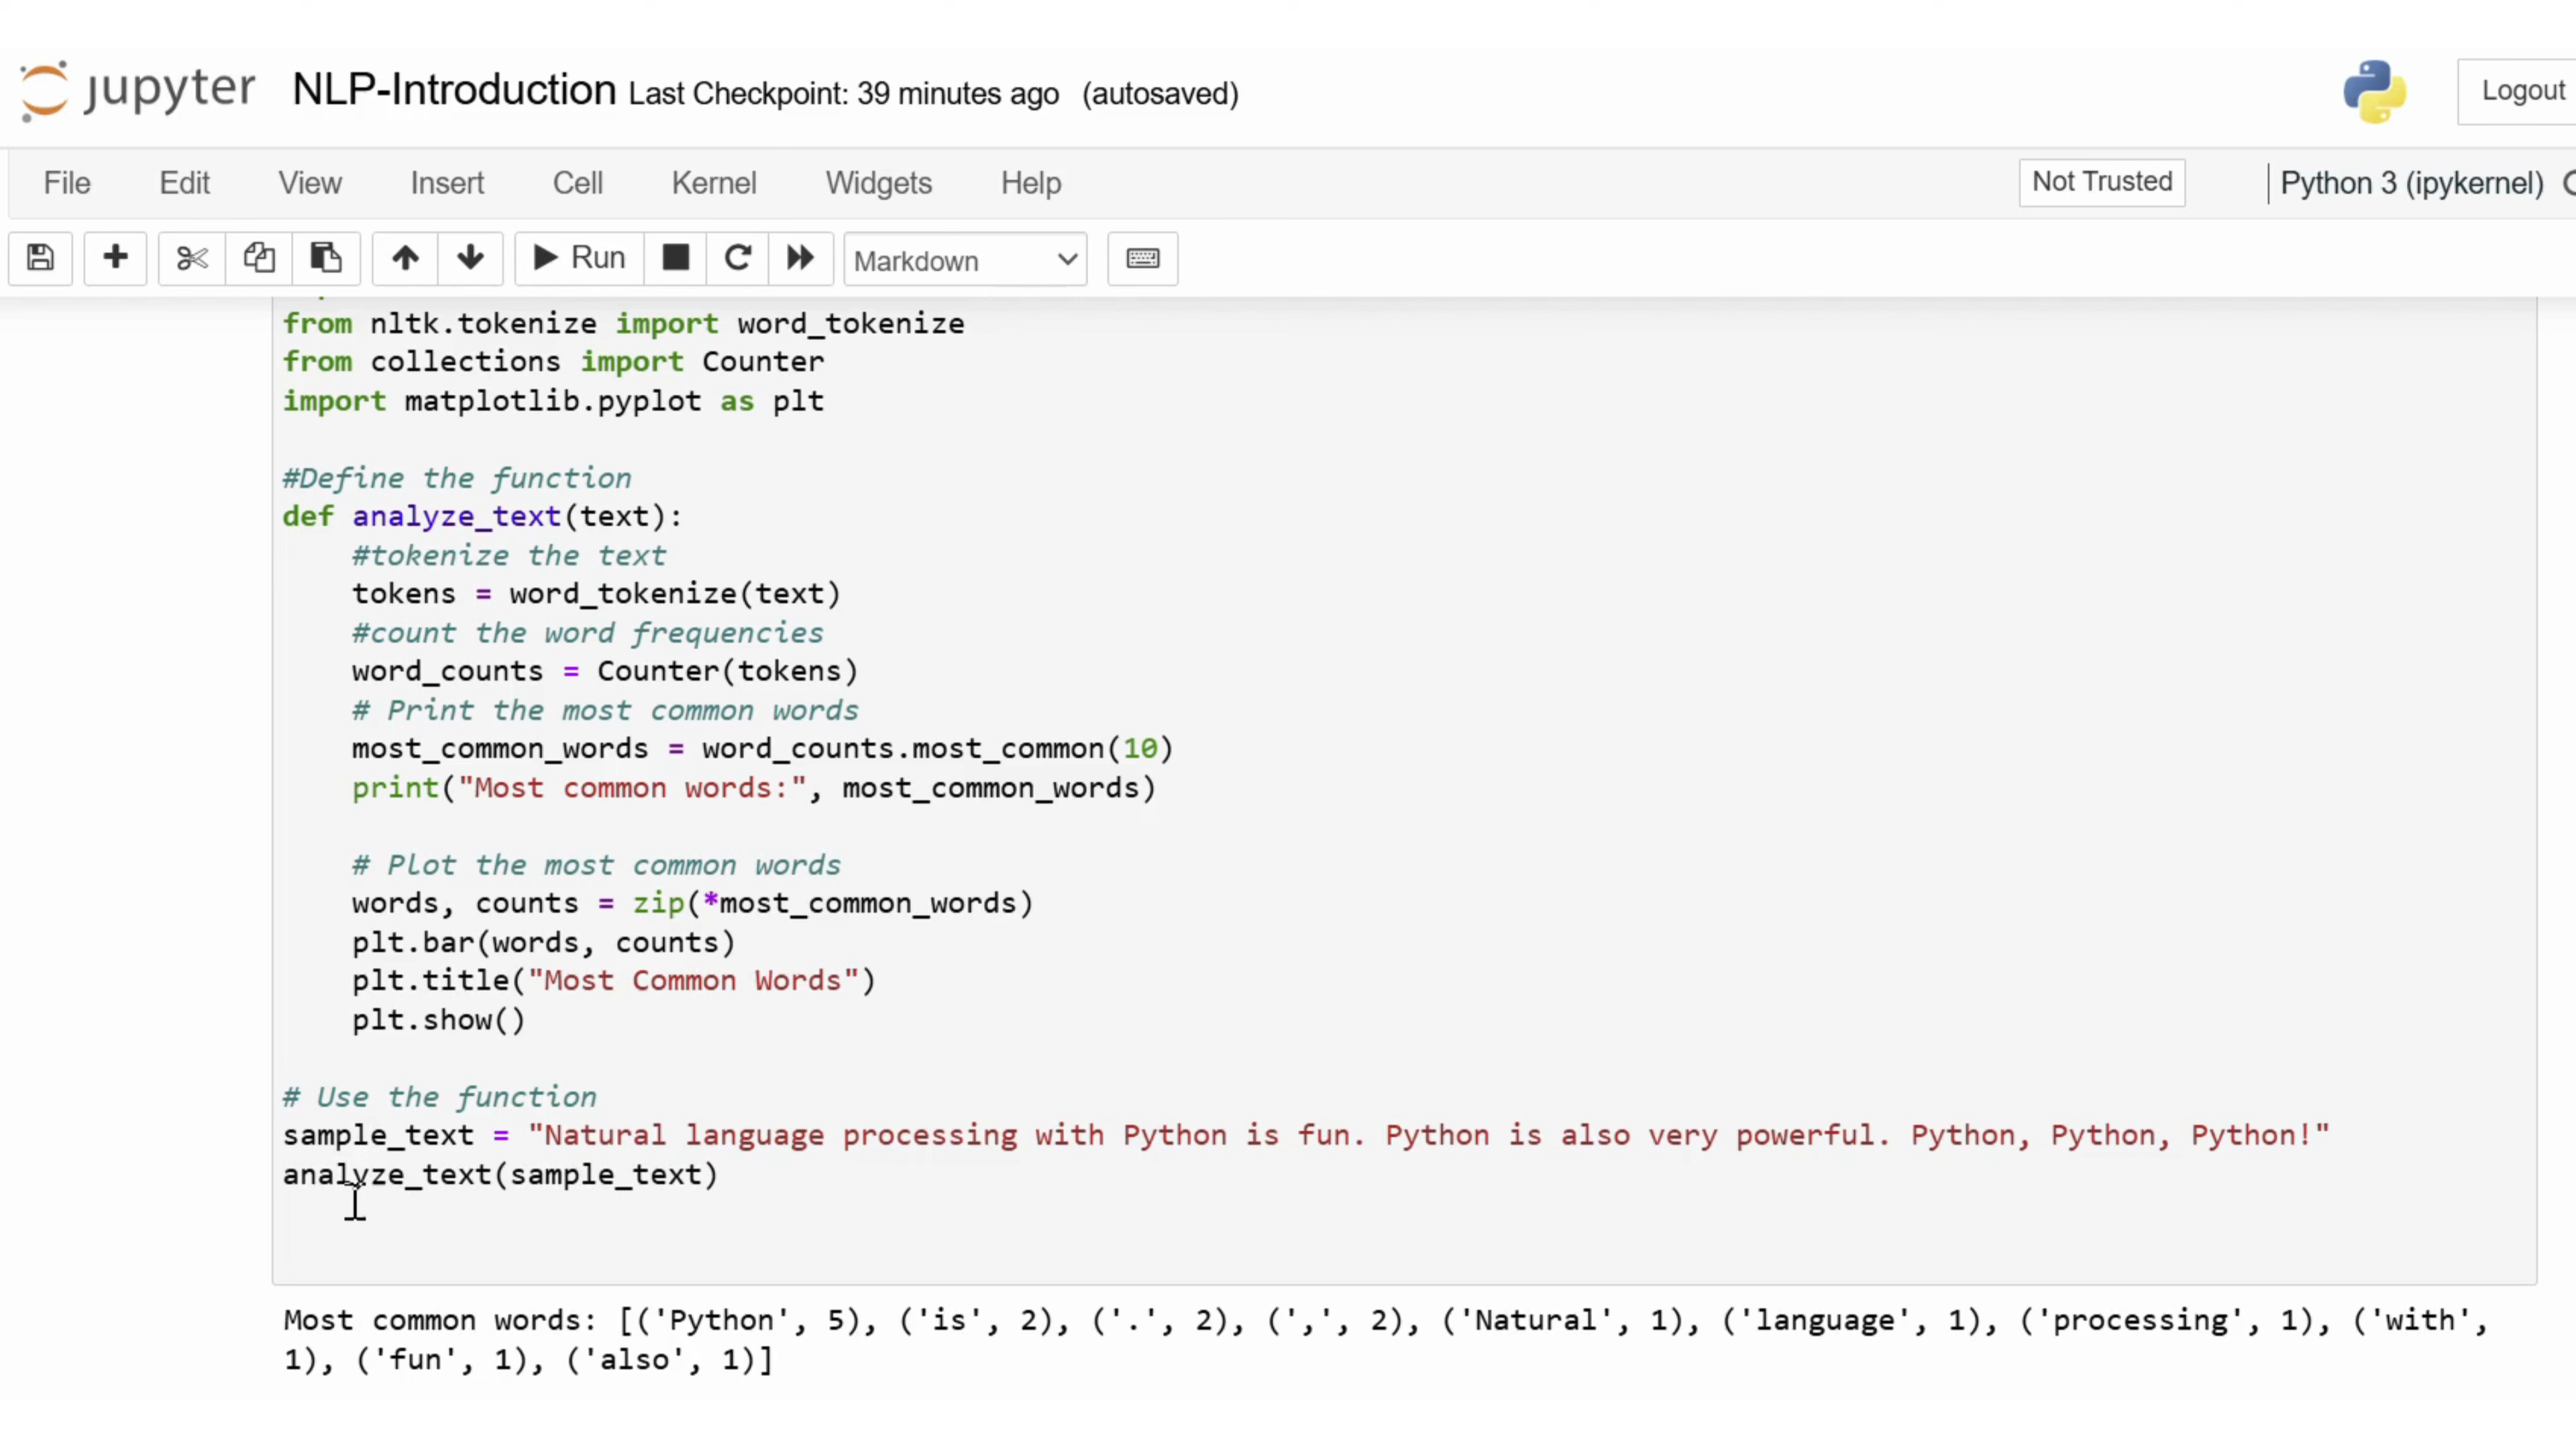 jupyter NLP-Introduction Last Checkpoint: 39 minutes ago (autosaved) Logout
File Edit View Insert Cell Kernel Widgets Help Not Trusted Python 3 (ipykernel)
Run Markdown
from nltk.tokenize import word_tokenize
from collections import Counter
import matplotlib.pyplot as plt
#Define the function
def analyze_text(text):
    #tokenize the text
    tokens = word_tokenize(text)
    #count the word frequencies
    word_counts = Counter(tokens)
    # Print the most common words
    most_common_words = word_counts.most_common(10)
    print("Most common words:", most_common_words)
    # Plot the most common words
    words, counts = zip(*most_common_words)
    plt.bar(words, counts)
    plt.title("Most Common Words")
    plt.show()
# Use the function
sample_text = "Natural language processing with Python is fun. Python is also very powerful. Python, Python, Python!"
analyze_text(sample_text)
Most common words: [('Python', 5), ('is', 2), ('.', 2), (',', 2), ('Natural', 1), ('language', 1), ('processing', 1), ('with',
1), ('fun', 1), ('also', 1)]